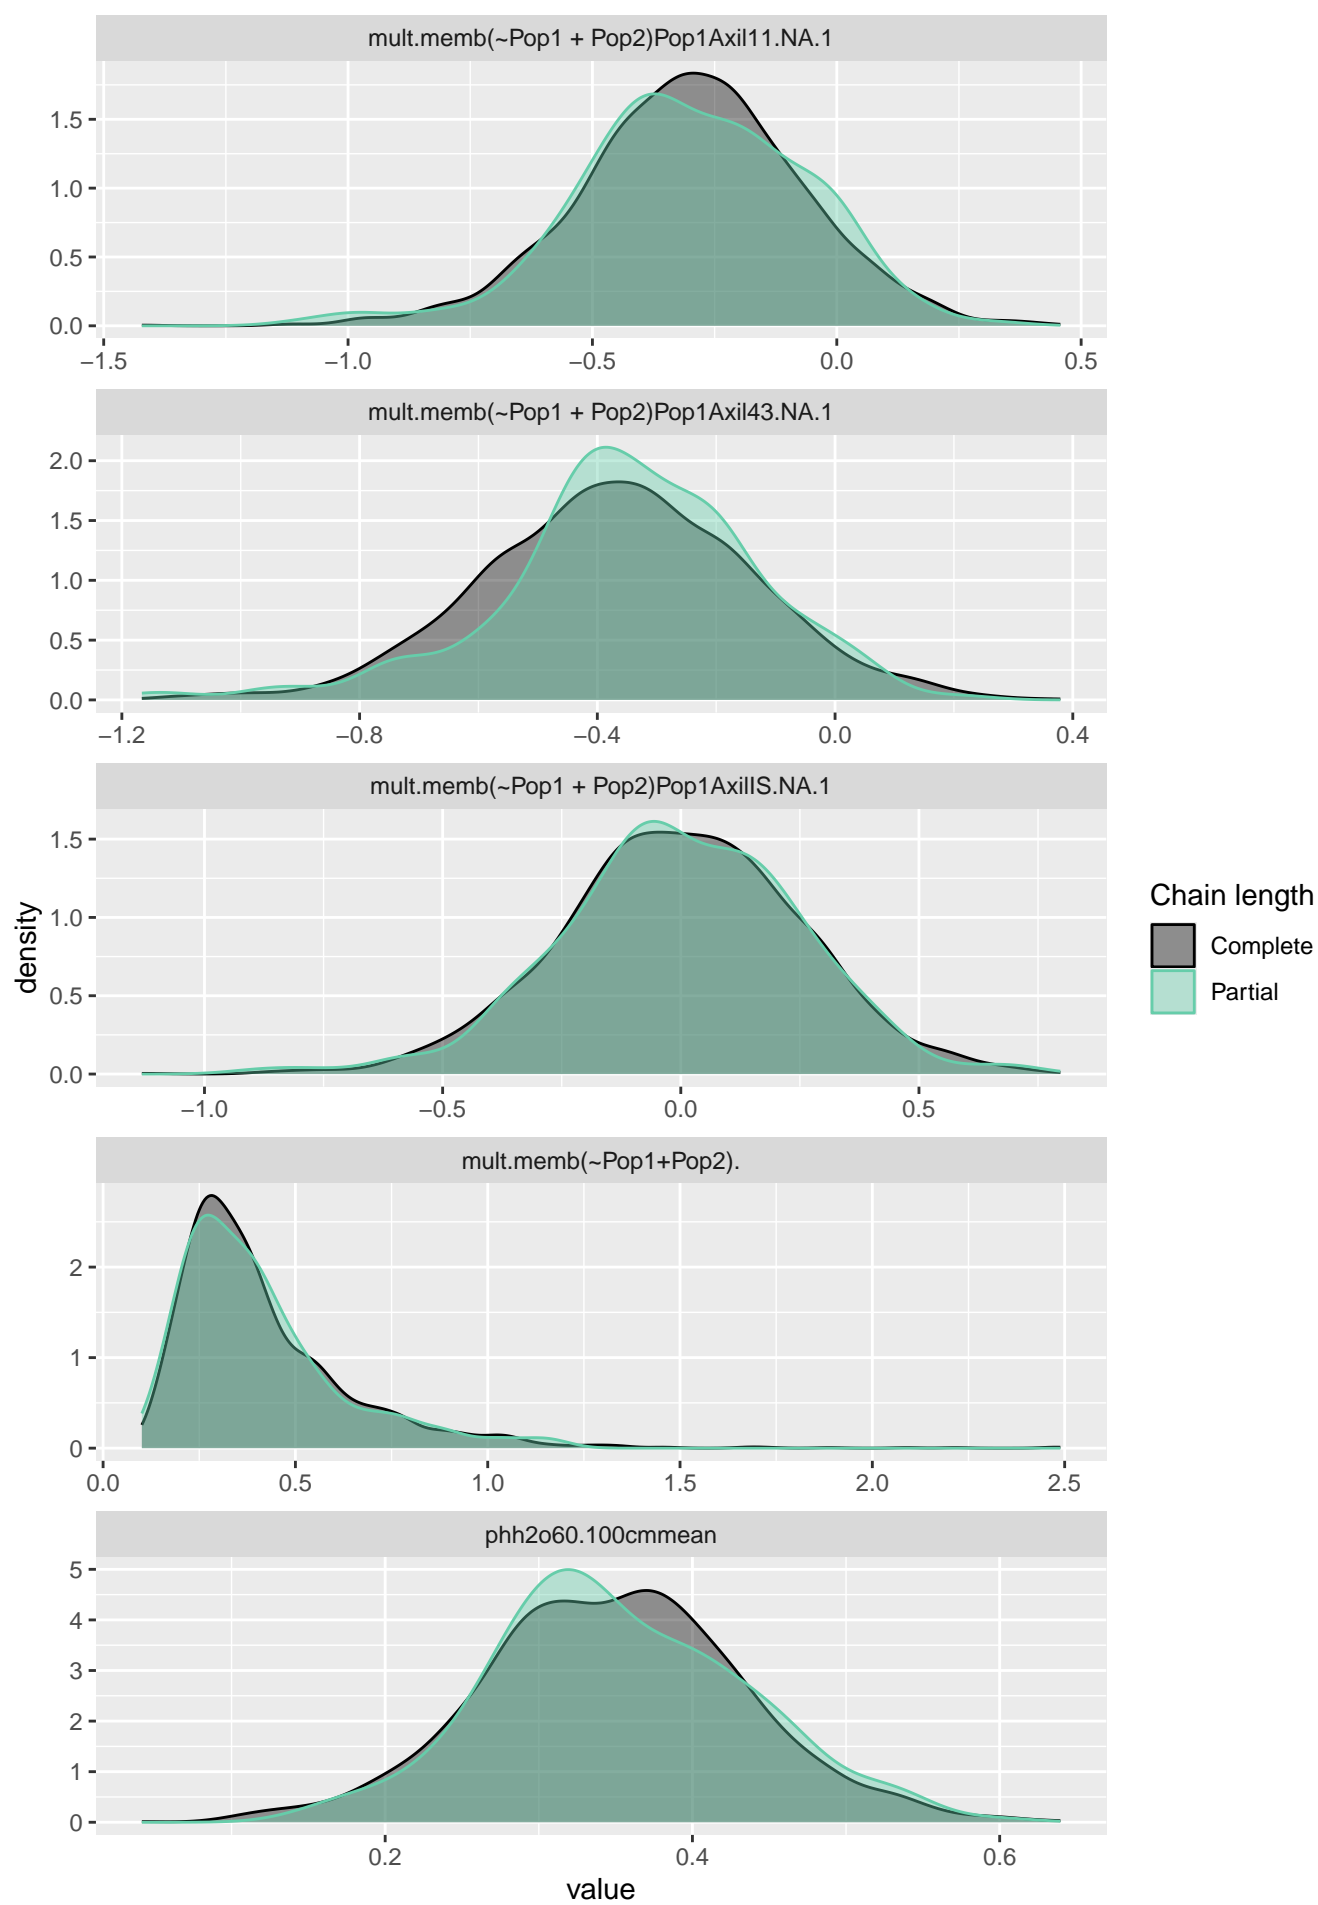 mult.memb(~Pop1 + Pop2)Pop1Axil11.NA.1
1.5
1.0
0.5
0.0
−1.5 −1.0 −0.5 0.0 0.5
mult.memb(~Pop1 + Pop2)Pop1Axil43.NA.1
2.0
1.5
1.0
0.5
0.0
−1.2 −0.8 −0.4 0.0 0.4
mult.memb(~Pop1 + Pop2)Pop1AxilIS.NA.1
1.5
1.0
0.5
0.0
−1.0 −0.5 0.0 0.5
density
Chain length
Complete
Partial
mult.memb(~Pop1+Pop2).
2
1
0
0.0 0.5 1.0 1.5 2.0 2.5
phh2o60.100cmmean
5
4
3
2
1
0
0.2 0.4 0.6
value